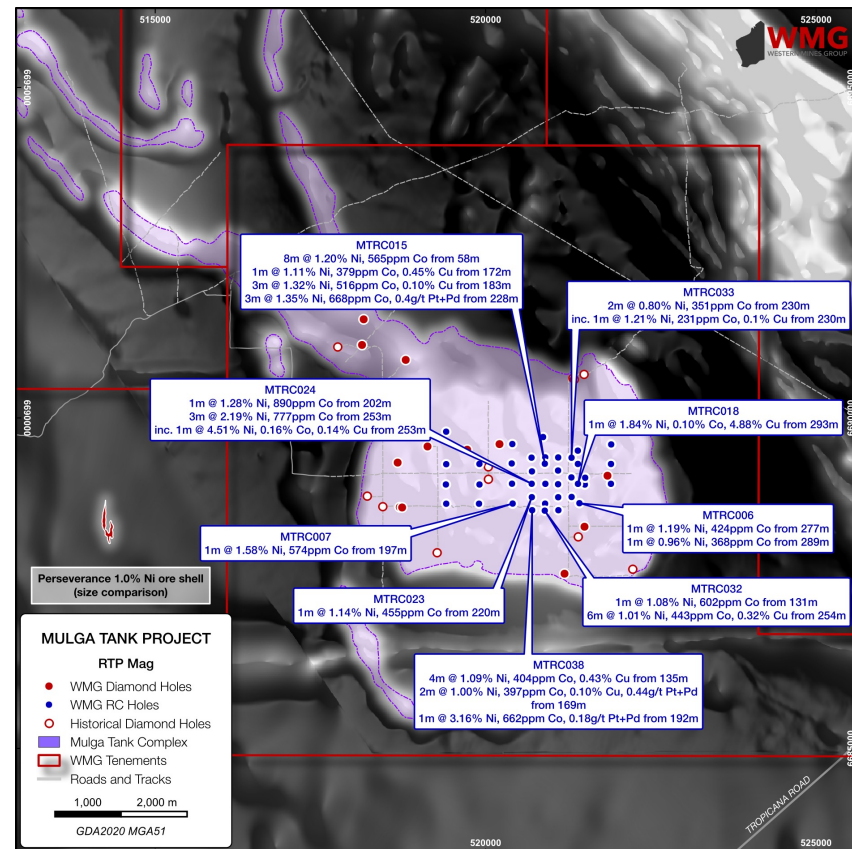 515000
520000
525000
WMG
WESTERN MINES GROUP
6695000
6695000
MTRC015
8m @ 1.20% Ni, 565ppm Co from 58m
1m @ 1.11% Ni, 379ppm Co, 0.45% Cu from 172m
3m @ 1.32% Ni, 516ppm Co, 0.10% Cu from 183m
3m @ 1.35% Ni, 668ppm Co, 0.4g/t Pt+Pd from 228m
MTRC033
2m @ 0.80% Ni, 351ppm Co from 230m
inc. 1m @ 1.21% Ni, 231ppm Co, 0.1% Cu from 230m
MTRC024
1m @ 1.28% Ni, 890ppm Co from 202m
3m @ 2.19% Ni, 777ppm Co from 253m
inc. 1m @ 4.51% Ni, 0.16% Co, 0.14% Cu from 253m
MTRC018
1m @ 1.84% Ni, 0.10% Co, 4.88% Cu from 293m
6690000
6690000
MTRC006
1m @ 1.19% Ni, 424ppm Co from 277m
1m @ 0.96% Ni, 368ppm Co from 289m
MTRC007
1m @ 1.58% Ni, 574ppm Co from 197m
Perseverance 1.0% Ni ore shell
(size comparison)
MTRC023
1m @ 1.14% Ni, 455ppm Co from 220m
MTRC032
1m @ 1.08% Ni, 602ppm Co from 131m
6m @ 1.01% Ni, 443ppm Co, 0.32% Cu from 254m
MTRC038
4m @ 1.09% Ni, 404ppm Co, 0.43% Cu from 135m
2m @ 1.00% Ni, 397ppm Co, 0.10% Cu, 0.44g/t Pt+Pd
from 169m
1m @ 3.16% Ni, 662ppm Co, 0.18g/t Pt+Pd from 192m
MULGA TANK PROJECT
RTP Mag
WMG Diamond Holes
WMG RC Holes
Historical Diamond Holes
Mulga Tank Complex
WMG Tenements
Roads and Tracks
1,000 2,000 m
GDA2020 MGA51
6685000
TROPICANA ROAD
520000
525000